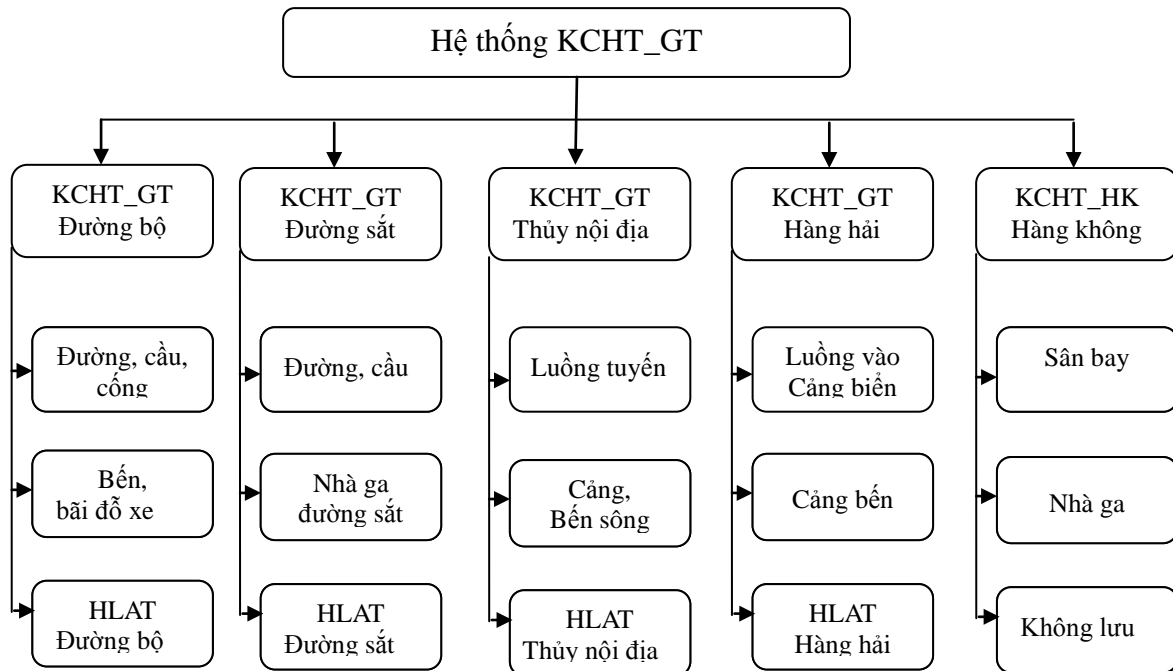 Hệ thống KCHT_GT
KCHT_GT
Đường bộ
KCHT_GT
Đường sắt
KCHT_GT
Thủy nội địa
KCHT_GT
Hàng hải
KCHT_HK
Hàng không
Đường, cầu,
cống
Đường, cầu
Luồng tuyến
Luồng vào
Cảng biển
Sân bay
Bến,
bãi đỗ xe
Nhà ga
đường sắt
Cảng,
Bến sông
Cảng bến
Nhà ga
HLAT
Đường bộ
HLAT
Đường sắt
HLAT
Thủy nội địa
HLAT
Hàng hải
Không lưu